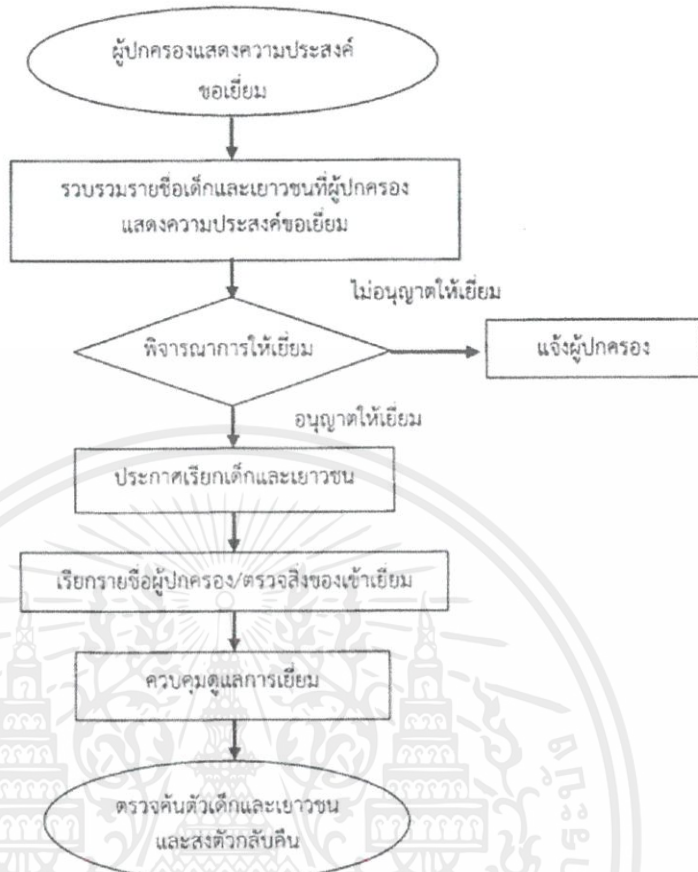 ผู้ปกครองแสดงความประสงค์
ขอเยี่ยม
รวบรวมรายชื่อเด็กและเยาวชนที่ผู้ปกครอง
แสดงความประสงค์ขอเยี่ยม
ไม่อนุญาตให้เยี่ยม
พิจารณาการให้เยี่ยม
แจ้งผู้ปกครอง
อนุญาตให้เยี่ยม
ประกาศเรียกเด็กและเยาวชน
เรียกรายชื่อผู้ปกครอง/ตรวจสิ่งของเข้าเยี่ยม
ควบคุมดูแลการเยี่ยม
ตรวจค้นตัวเด็กและเยาวชน
และส่งตัวกลับคืน